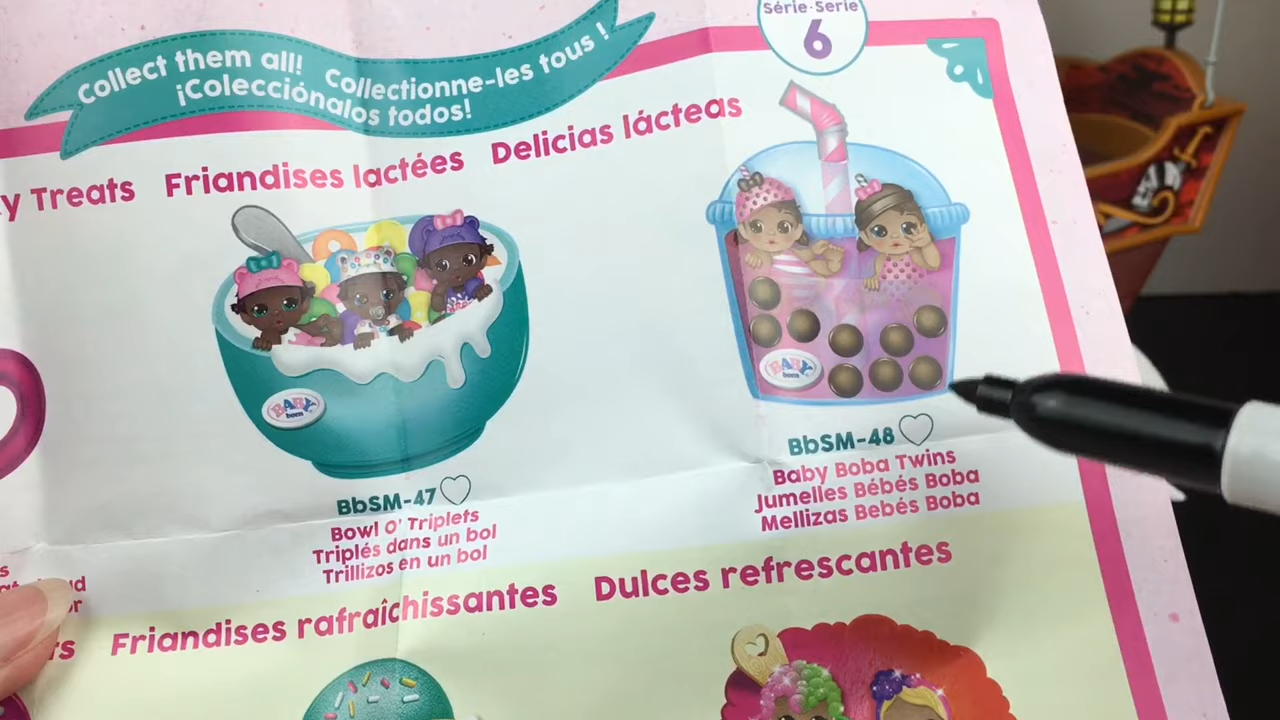 Série·Serie
6
Collect them all! Collectionne-les tous !
¡Colecciónalos todos!
y Treats Friandises lactées Delicias lácteas
BABY
born
BABY
born
BbSM-47
Bowl O' Triplets
Triplés dans un bol
Trillizos en un bol
BbSM-48
Baby Boba Twins
Jumelles Bébés Boba
Mellizas Bebés Boba
Friandises rafraîchissantes Dulces refrescantes